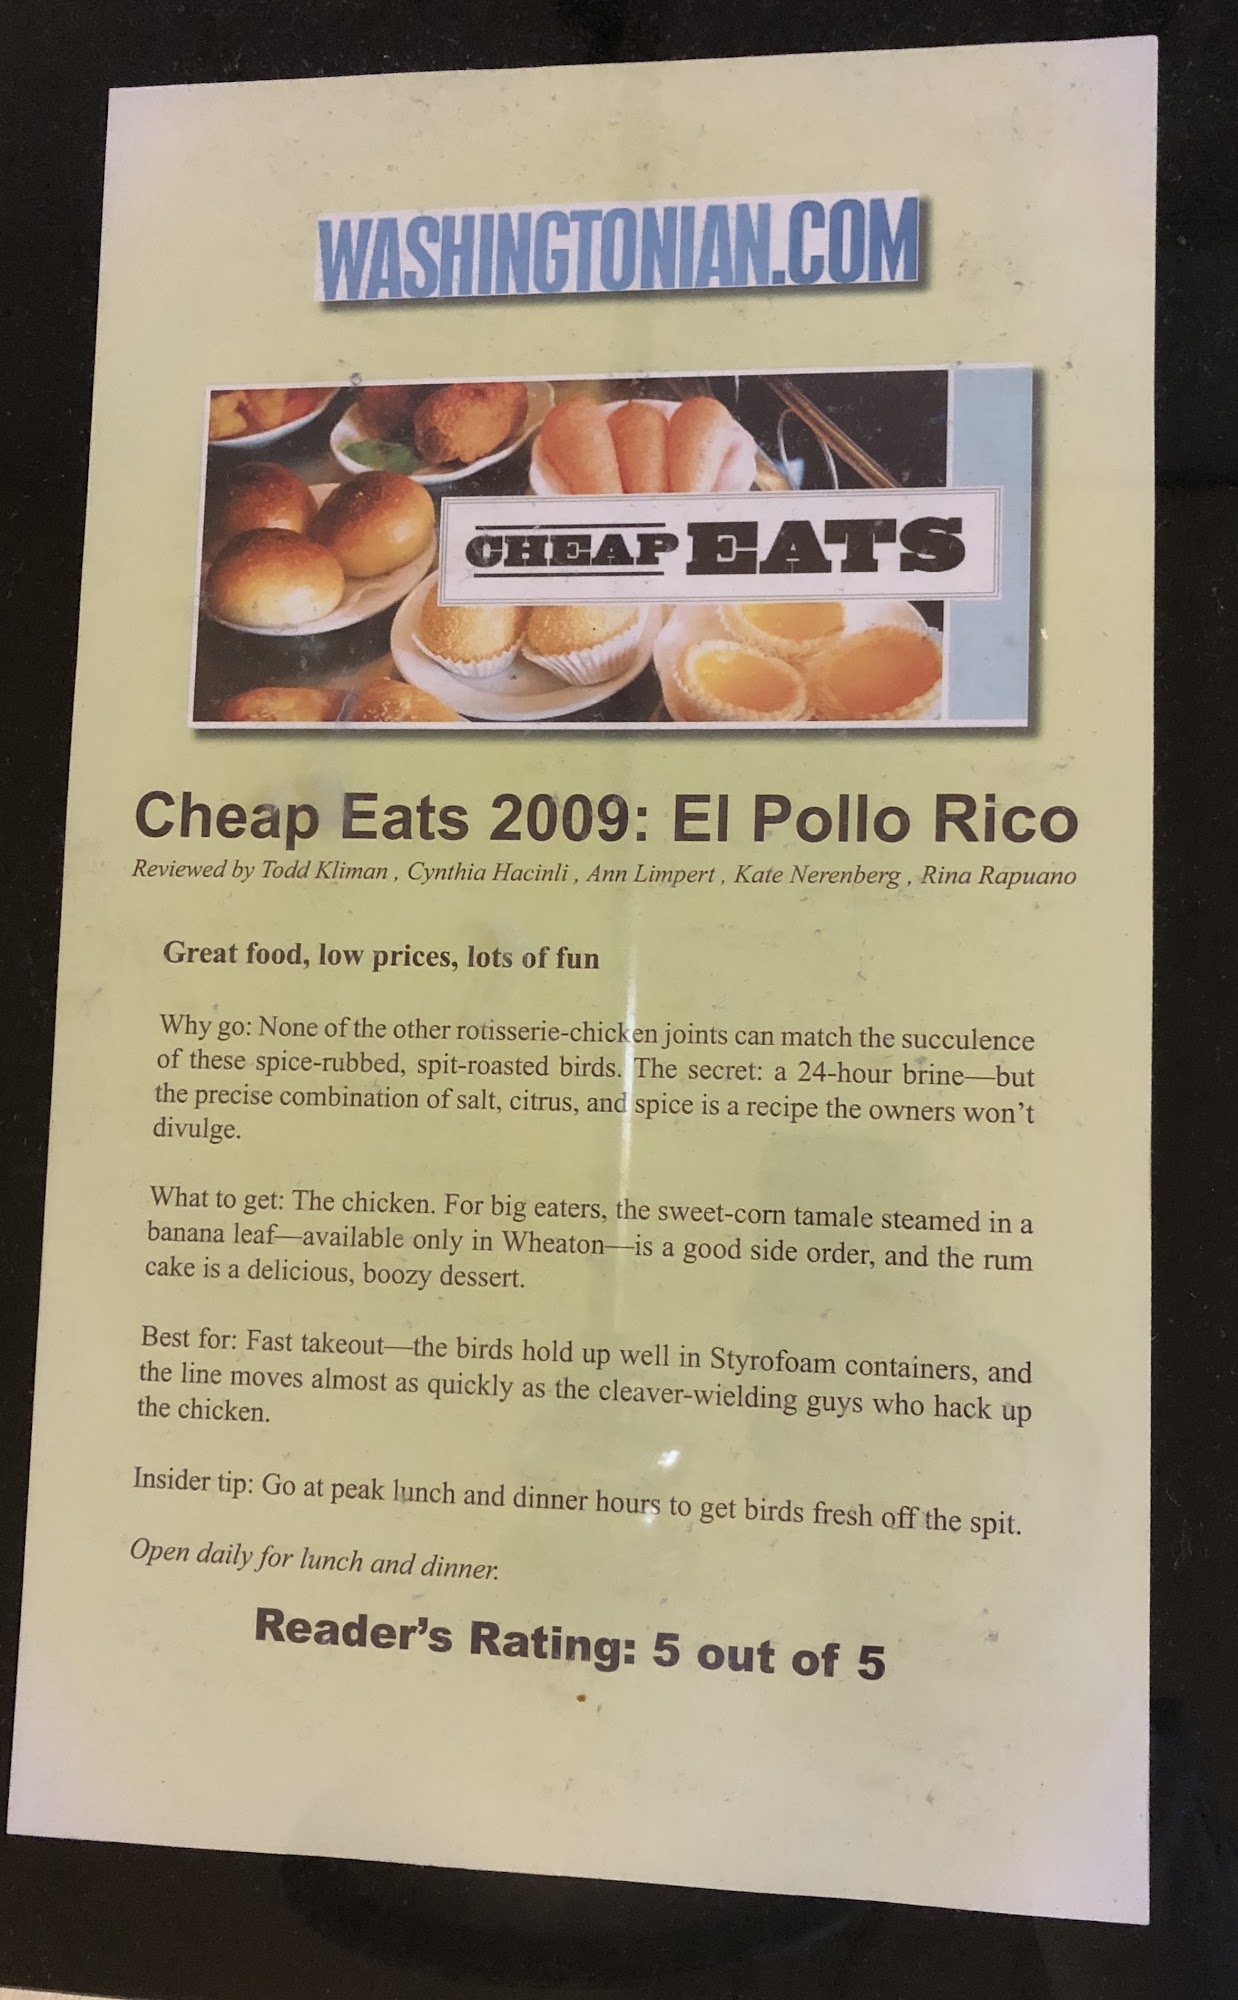 WASHINGTONIAN.COM
CHEAP EATS
Cheap Eats 2009: El Pollo Rico
Reviewed by Todd Kliman , Cynthia Hacinli , Ann Limpert , Kate Nerenberg , Rina Rapuano
Great food, low prices, lots of fun
Why go: None of the other rotisserie-chicken joints can match the succulence
of these spice-rubbed, spit-roasted birds. The secret: a 24-hour brine—but
the precise combination of salt, citrus, and spice is a recipe the owners won’t
divulge.
What to get: The chicken. For big eaters, the sweet-corn tamale steamed in a
banana leaf—available only in Wheaton—is a good side order, and the rum
cake is a delicious, boozy dessert.
Best for: Fast takeout—the birds hold up well in Styrofoam containers, and
the line moves almost as quickly as the cleaver-wielding guys who hack up
the chicken.
Insider tip: Go at peak lunch and dinner hours to get birds fresh off the spit.
Open daily for lunch and dinner.
Reader’s Rating: 5 out of 5